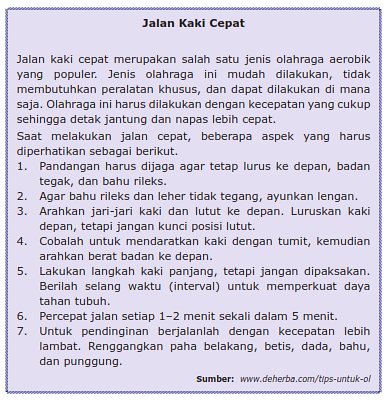 Jalan Kaki Cepat
Jalan kaki cepat merupakan salah satu jenis olahraga aerobik
yang populer. Jenis olahraga ini mudah dilakukan, tidak
membutuhkan peralatan khusus, dan dapat dilakukan di mana
saja. Olahraga ini harus dilakukan dengan kecepatan yang cukup
sehingga detak jantung dan napas lebih cepat.
Saat melakukan jalan cepat, beberapa aspek yang harus
diperhatikan sebagai berikut.
1. Pandangan harus dijaga agar tetap lurus ke depan, badan
tegak, dan bahu rileks.
2. Agar bahu rileks dan leher tidak tegang, ayunkan lengan.
3. Arahkan jari-jari kaki dan lutut ke depan. Luruskan kaki
depan, tetapi jangan kunci posisi lutut.
4. Cobalah untuk mendaratkan kaki dengan tumit, kemudian
arahkan berat badan ke depan.
5. Lakukan langkah kaki panjang, tetapi jangan dipaksakan.
Berilah selang waktu (interval) untuk memperkuat daya
tahan tubuh.
6. Percepat jalan setiap 1–2 menit sekali dalam 5 menit.
7. Untuk pendinginan berjalanlah dengan kecepatan lebih
lambat. Renggangkan paha belakang, betis, dada, bahu,
dan punggung.
Sumber: www.deherba.com/tips-untuk-ol